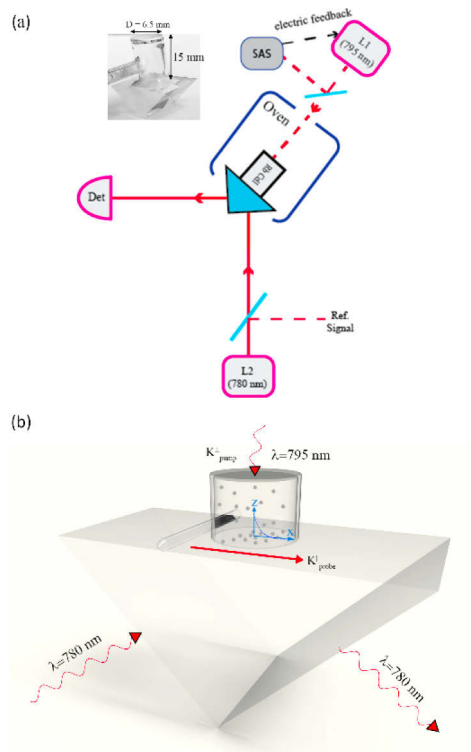 (a)
D = 6.5 mm
15 mm
electric feedback
SAS
L1
(795 nm)
Oven
Rb Cell
Det
Ref.
Signal
L2
(780 nm)
(b)
K⊥pump
λ=795 nm
Z
X
K∥probe
λ=780 nm
λ=780 nm